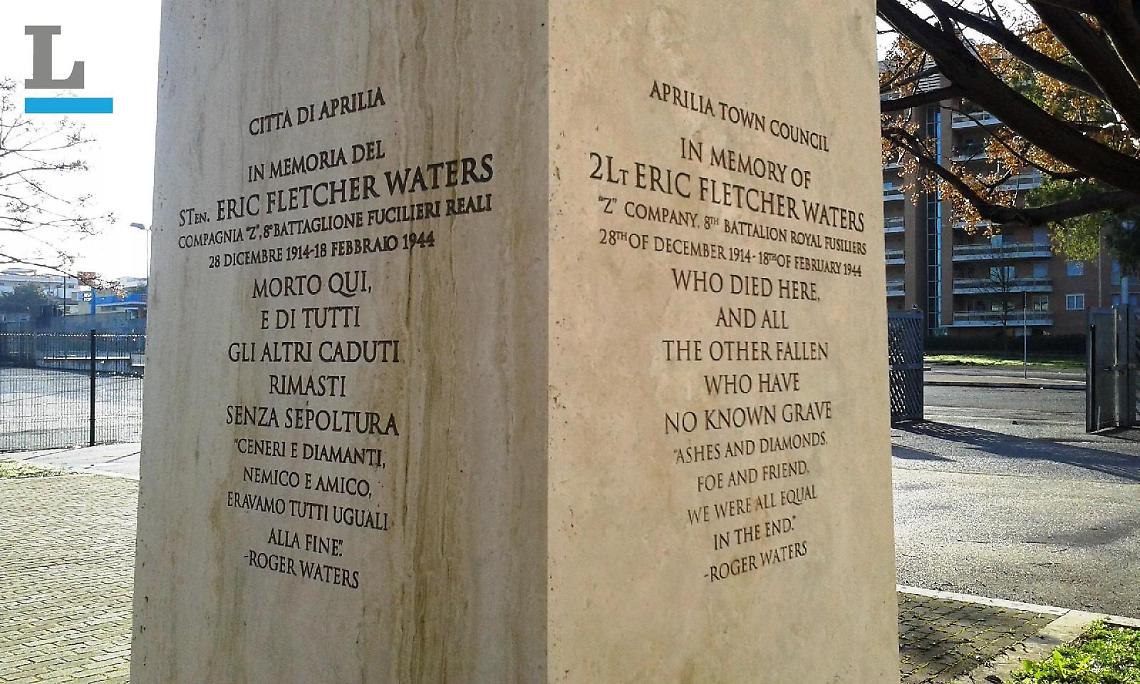 L
CITTÀ DI APRILIA
IN MEMORIA DEL
STEN. ERIC FLETCHER WATERS
COMPAGNIA "Z", 8° BATTAGLIONE FUCILIERI REALI
28 DICEMBRE 1914-18 FEBBRAIO 1944
MORTO QUI,
E DI TUTTI
GLI ALTRI CADUTI
RIMASTI
SENZA SEPOLTURA
"CENERI E DIAMANTI,
NEMICO E AMICO,
ERAVAMO TUTTI UGUALI
ALLA FINE".
-ROGER WATERS
APRILIA TOWN COUNCIL
IN MEMORY OF
2LT ERIC FLETCHER WATERS
"Z" COMPANY, 8TH BATTALION ROYAL FUSILIERS
28TH OF DECEMBER 1914- 18TH OF FEBRUARY 1944
WHO DIED HERE,
AND ALL
THE OTHER FALLEN
WHO HAVE
NO KNOWN GRAVE
"ASHES AND DIAMONDS,
FOE AND FRIEND,
WE WERE ALL EQUAL
IN THE END."
-ROGER WATERS